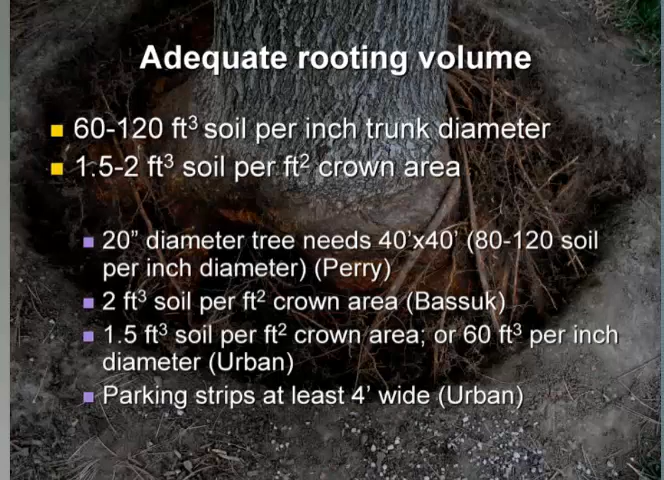 Adequate rooting volume
60-120 ft³ soil per inch trunk diameter
1.5-2 ft³ soil per ft² crown area
20” diameter tree needs 40’x40’ (80-120 soil
per inch diameter) (Perry)
2 ft³ soil per ft² crown area (Bassuk)
1.5 ft³ soil per ft² crown area; or 60 ft³ per inch
diameter (Urban)
Parking strips at least 4’ wide (Urban)